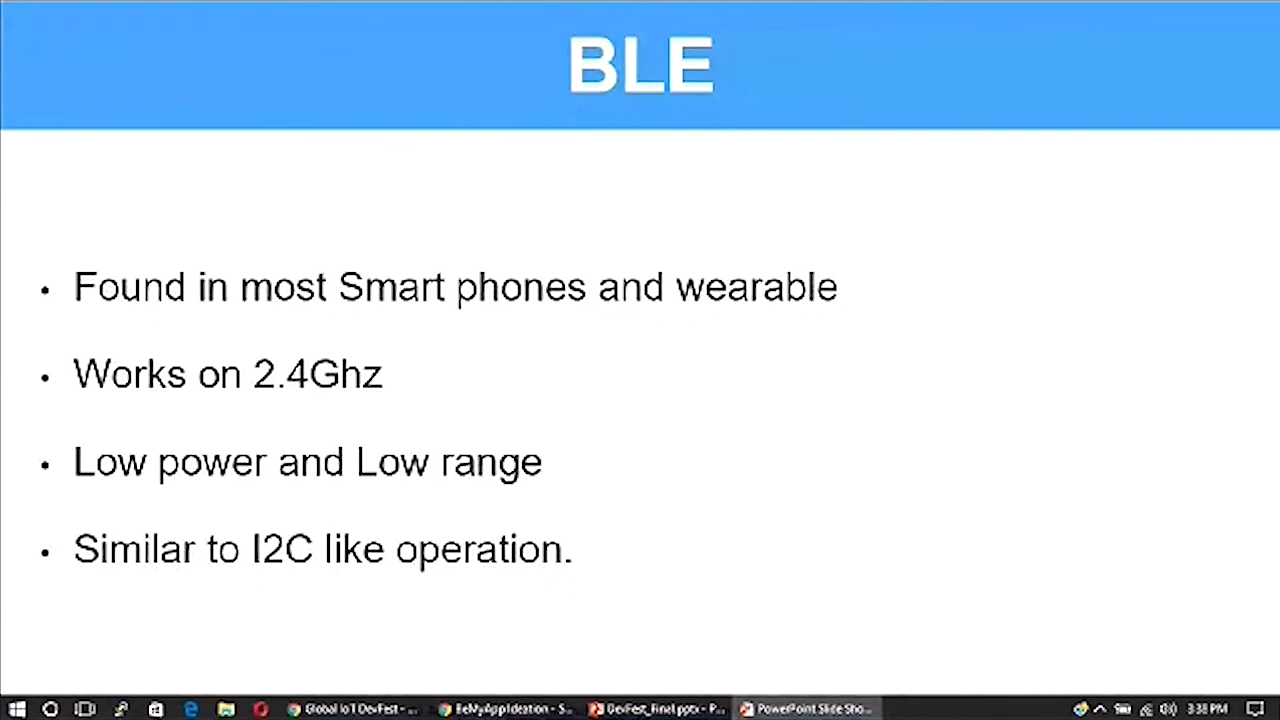 BLE
• Found in most Smart phones and wearable
• Works on 2.4Ghz
• Low power and Low range
• Similar to I2C like operation.
Global IoT DevFest - ...
BeMyAppIdeation - S...
DevFest_Final.pptx - P...
PowerPoint Slide Sho...
3:38 PM